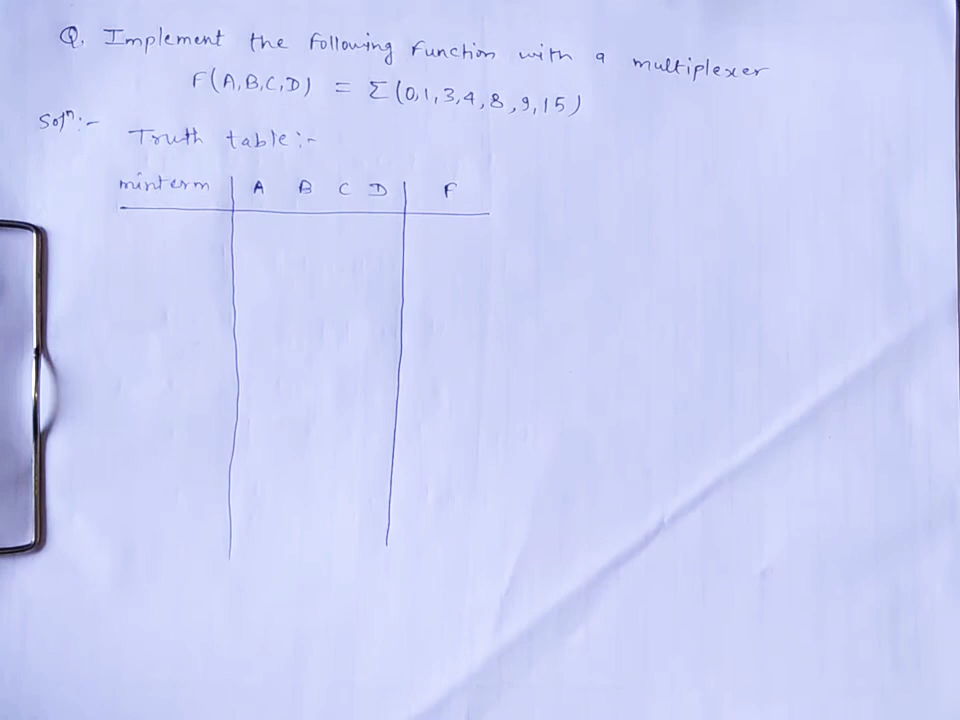 Q. Implement the following function with a multiplexer
F(A,B,C,D) = Σ(0,1,3,4,8,9,15)
Solⁿ:-
Truth table:-
minterm | A B C D | F